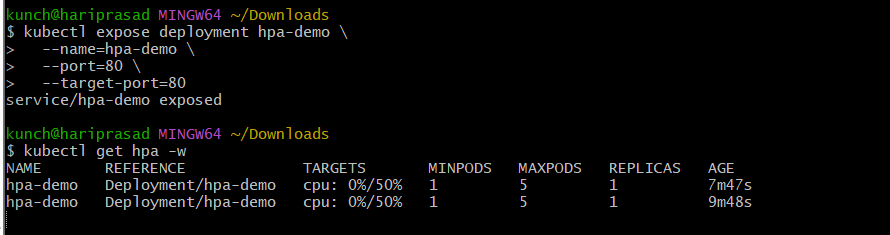 kunch@hariprasad MINGW64 ~/Downloads
$ kubectl expose deployment hpa-demo \
>   --name=hpa-demo \
>   --port=80 \
>   --target-port=80
service/hpa-demo exposed
kunch@hariprasad MINGW64 ~/Downloads
$ kubectl get hpa -w
NAME       REFERENCE             TARGETS       MINPODS   MAXPODS   REPLICAS   AGE
hpa-demo   Deployment/hpa-demo   cpu: 0%/50%   1         5         1          7m47s
hpa-demo   Deployment/hpa-demo   cpu: 0%/50%   1         5         1          9m48s